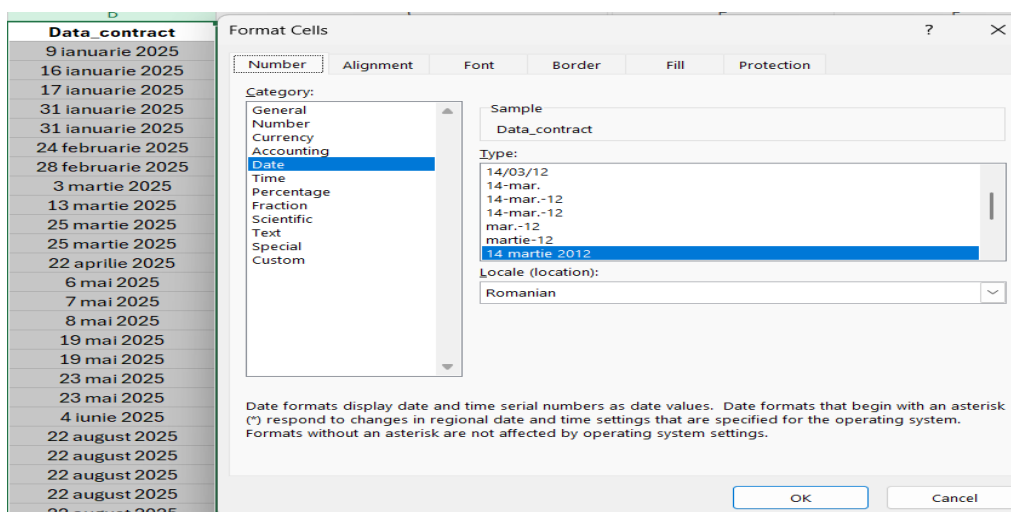 D
Data_contract
9 ianuarie 2025
16 ianuarie 2025
17 ianuarie 2025
31 ianuarie 2025
31 ianuarie 2025
24 februarie 2025
28 februarie 2025
3 martie 2025
13 martie 2025
25 martie 2025
25 martie 2025
22 aprilie 2025
6 mai 2025
7 mai 2025
8 mai 2025
19 mai 2025
19 mai 2025
23 mai 2025
23 mai 2025
4 iunie 2025
22 august 2025
22 august 2025
22 august 2025
22 august 2025
22 august 2025
Format Cells
? ×
Number Alignment Font Border Fill Protection
Category:
General
Number
Currency
Accounting
Date
Time
Percentage
Fraction
Scientific
Text
Special
Custom
Sample
Data_contract
Type:
14/03/12
14-mar.
14-mar.-12
14-mar.-12
mar.-12
martie-12
14 martie 2012
Locale (location):
Romanian
Date formats display date and time serial numbers as date values. Date formats that begin with an asterisk
(*) respond to changes in regional date and time settings that are specified for the operating system.
Formats without an asterisk are not affected by operating system settings.
OK Cancel